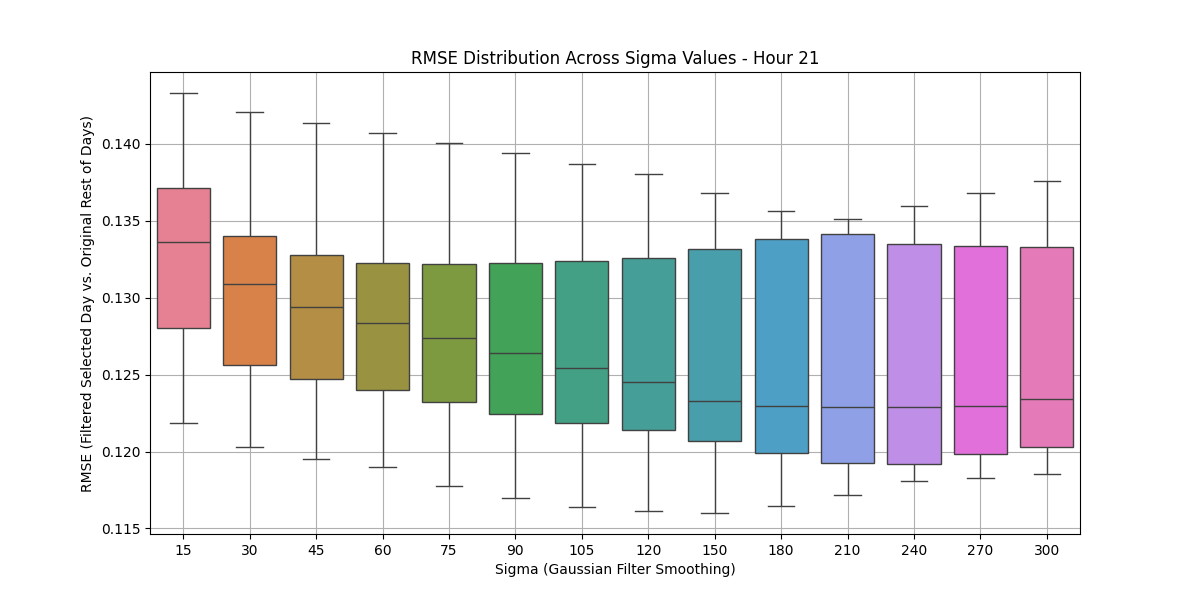 RMSE Distribution Across Sigma Values - Hour 21
RMSE (Filtered Selected Day vs. Original Rest of Days)
0.140
0.135
0.130
0.125
0.120
0.115
15 30 45 60 75 90 105 120 150 180 210 240 270 300
Sigma (Gaussian Filter Smoothing)